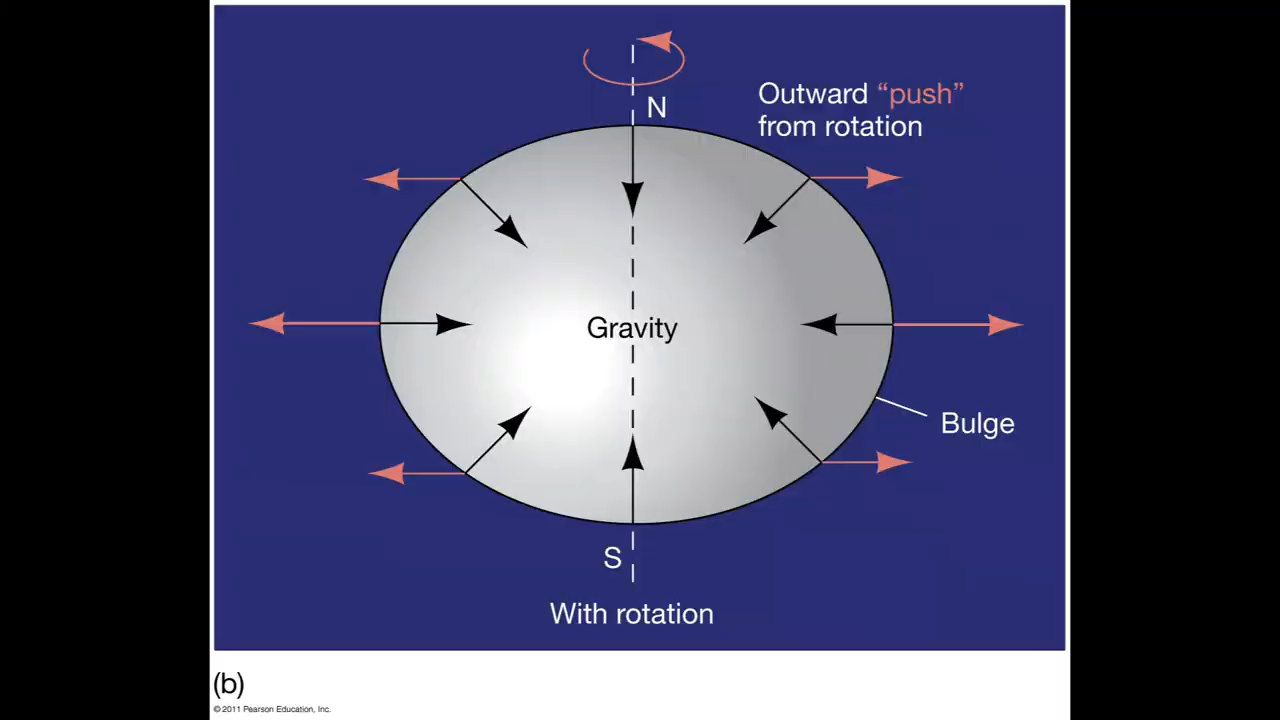 N
Outward “push”
from rotation
Gravity
Bulge
S
With rotation
(b)
© 2011 Pearson Education, Inc.